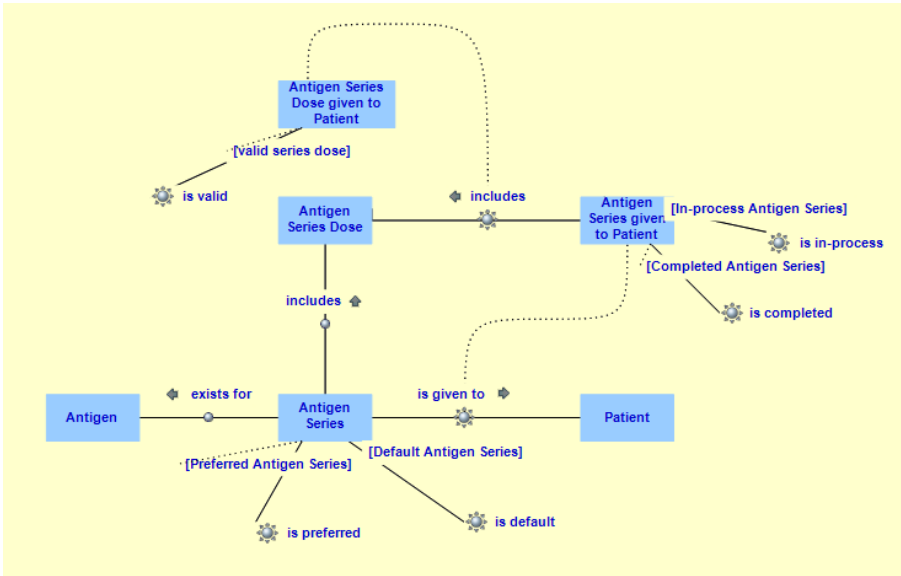 Antigen Series
Dose given to
Patient
[valid series dose]
is valid
Antigen
Series Dose
includes
Antigen
Series given
to Patient
[In-process Antigen Series]
is in-process
[Completed Antigen Series]
includes
is completed
exists for
is given to
Antigen
Antigen
Series
Patient
[Preferred Antigen Series]
[Default Antigen Series]
is preferred
is default